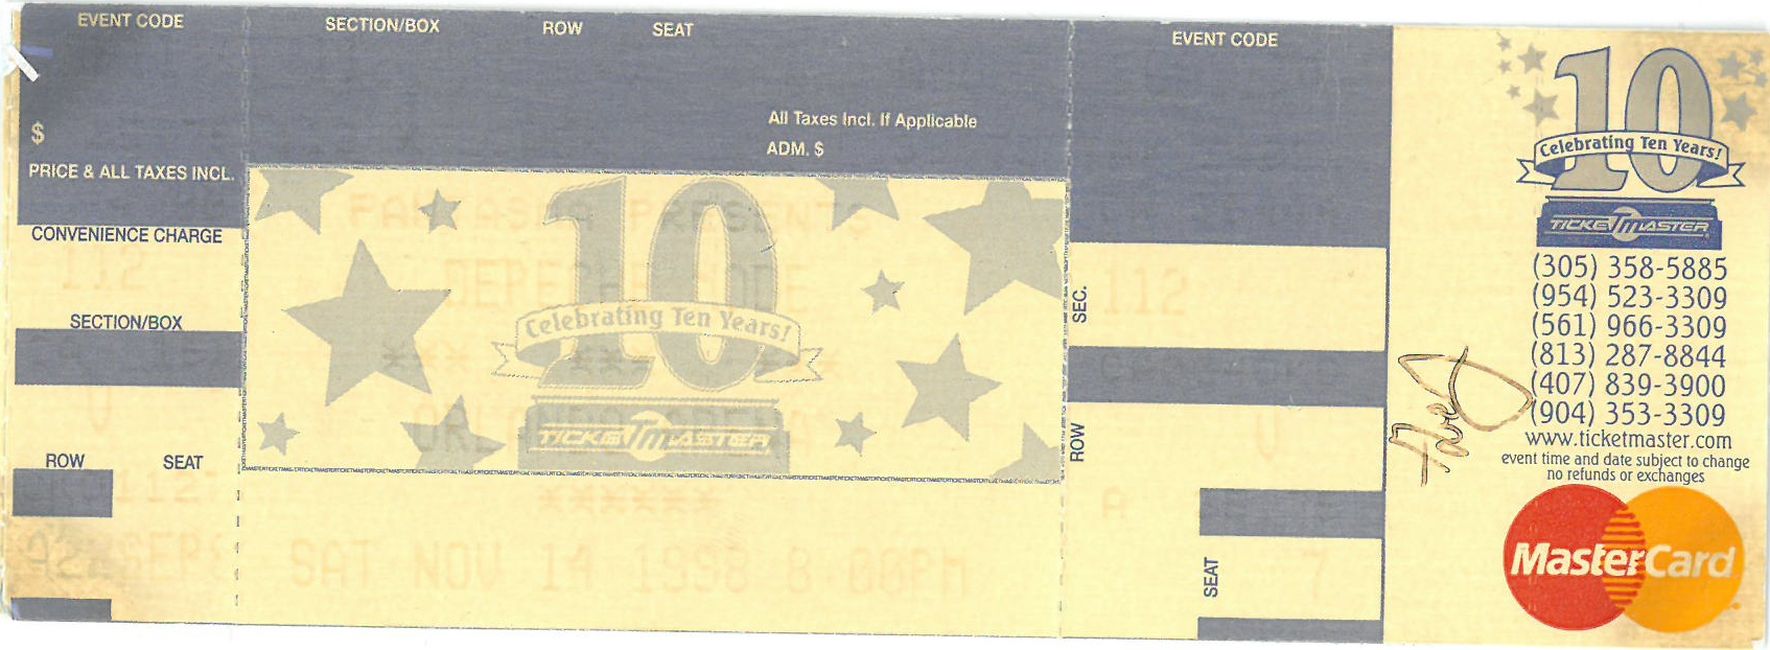 EVENT CODE
SECTION/BOX ROW SEAT
EVENT CODE
$
PRICE & ALL TAXES INCL.
All Taxes Incl. If Applicable
ADM. $
CONVENIENCE CHARGE
112
SECTION/BOX
U
ROW SEAT
112
SEP
PRESENTS
DEPECHE MODE
10
Celebrating Ten Years!
ORLANDO ARENA
TICKETMASTER
******
SAT NOV 14 1998 8:00PM
SEC. 112
ROW U
A
SEAT 7
10
Celebrating Ten Years!
TICKETMASTER
(305) 358-5885
(954) 523-3309
(561) 966-3309
(813) 287-8844
(407) 839-3900
(904) 353-3309
www.ticketmaster.com
event time and date subject to change
no refunds or exchanges
MasterCard